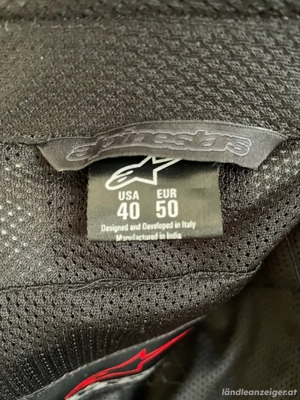 alpinestars
USA EUR
40 50
Designed and Developed in Italy
Manufactured in India
ländleanzeiger.at